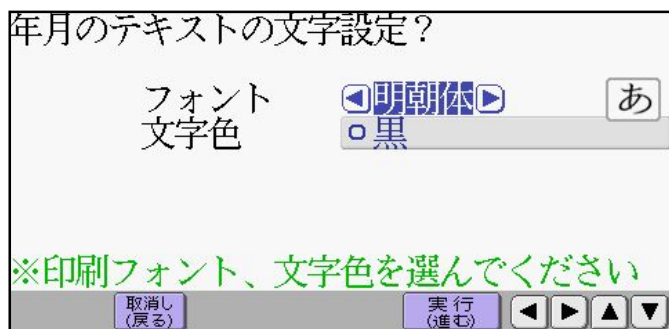 年月のテキストの文字設定?
フォント ◀明朝体▶ あ
文字色 黒
※印刷フォント、文字色を選んでください
取消し 実行
(戻る) (進む) ◀ ▶ ▲ ▼